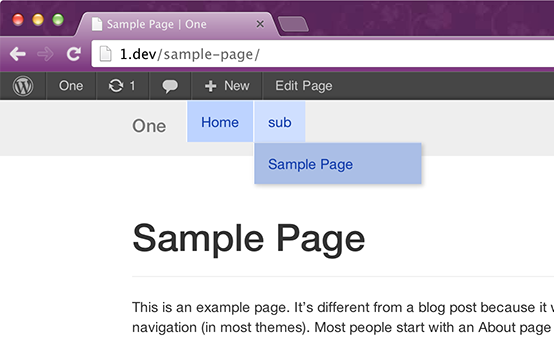 Sample Page | One
1.dev/sample-page/
One 1 New Edit Page
One Home sub
Sample Page
Sample Page
This is an example page. It's different from a blog post because it
navigation (in most themes). Most people start with an About page